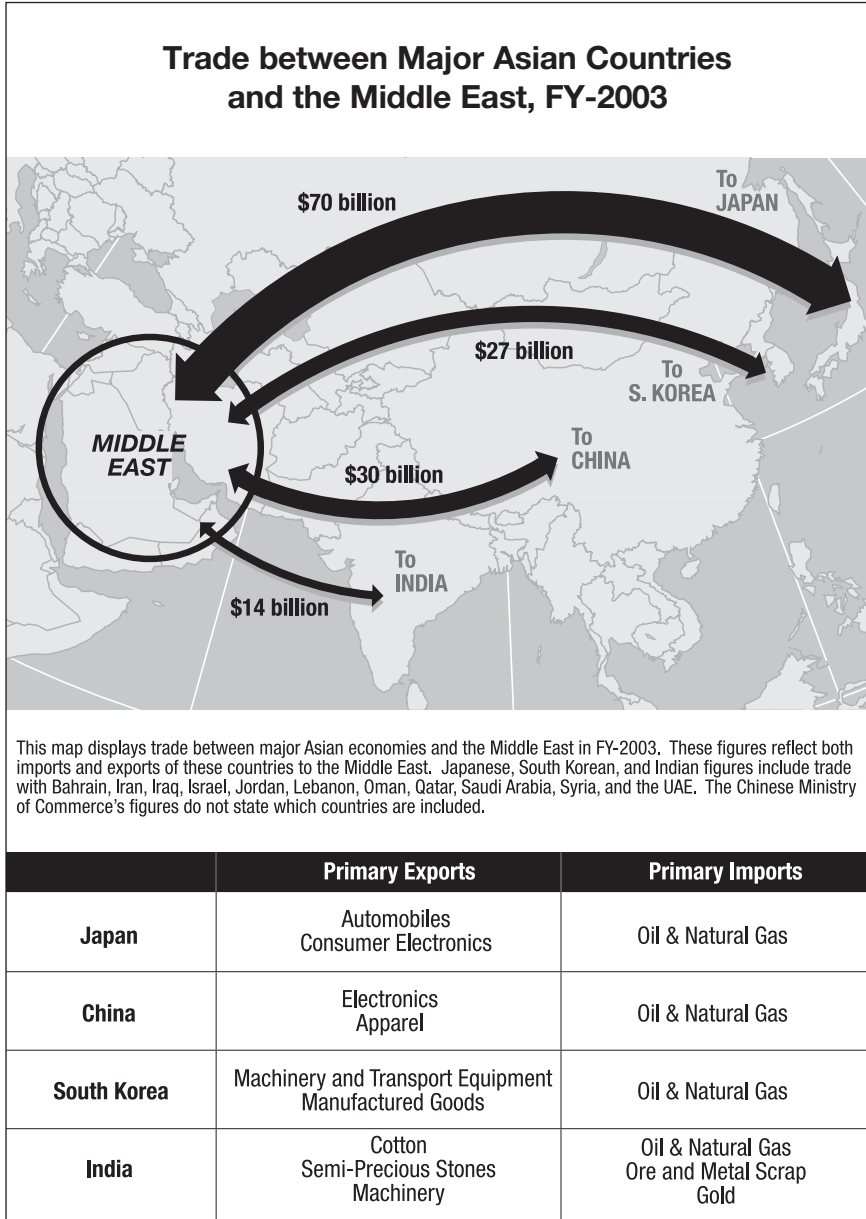 Trade between Major Asian Countries
and the Middle East, FY-2003
$70 billion
To
JAPAN
$27 billion
To
S. KOREA
MIDDLE
EAST
To
CHINA
$30 billion
To
INDIA
$14 billion
This map displays trade between major Asian economies and the Middle East in FY-2003. These figures reflect both
imports and exports of these countries to the Middle East. Japanese, South Korean, and Indian figures include trade
with Bahrain, Iran, Iraq, Israel, Jordan, Lebanon, Oman, Qatar, Saudi Arabia, Syria, and the UAE. The Chinese Ministry
of Commerce's figures do not state which countries are included.
Primary Exports
Primary Imports
Japan
Automobiles
Consumer Electronics
Oil & Natural Gas
China
Electronics
Apparel
Oil & Natural Gas
South Korea
Machinery and Transport Equipment
Manufactured Goods
Oil & Natural Gas
India
Cotton
Semi-Precious Stones
Machinery
Oil & Natural Gas
Ore and Metal Scrap
Gold